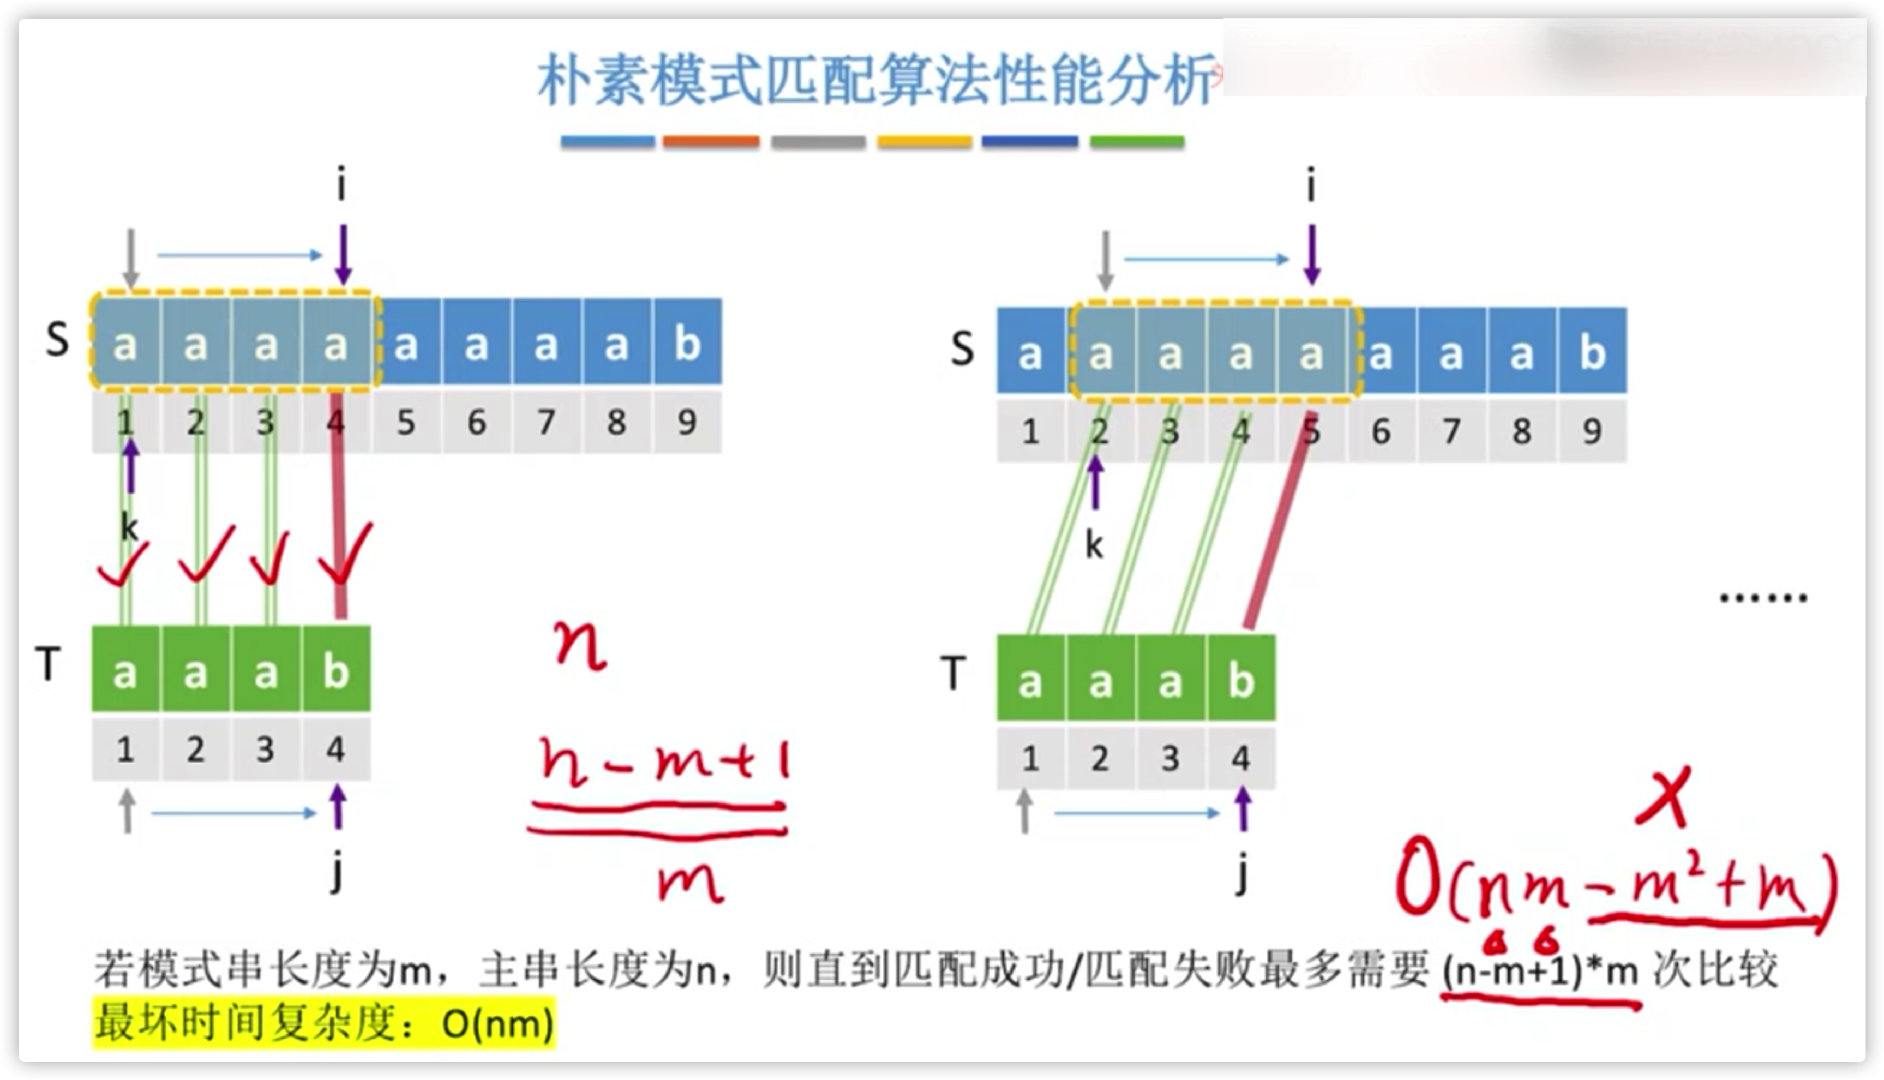 朴素模式匹配算法性能分析
i
i
S a a a a a a a a b
S a a a a a a a a b
1 2 3 4 5 6 7 8 9
1 2 3 4 5 6 7 8 9
k
k
……
T a a a b
T a a a b
1 2 3 4
1 2 3 4
n
n-m+1
m
j
j
x
O(nm-m²+m)
若模式串长度为m，主串长度为n，则直到匹配成功/匹配失败最多需要 (n-m+1)*m 次比较
最坏时间复杂度：O(nm)